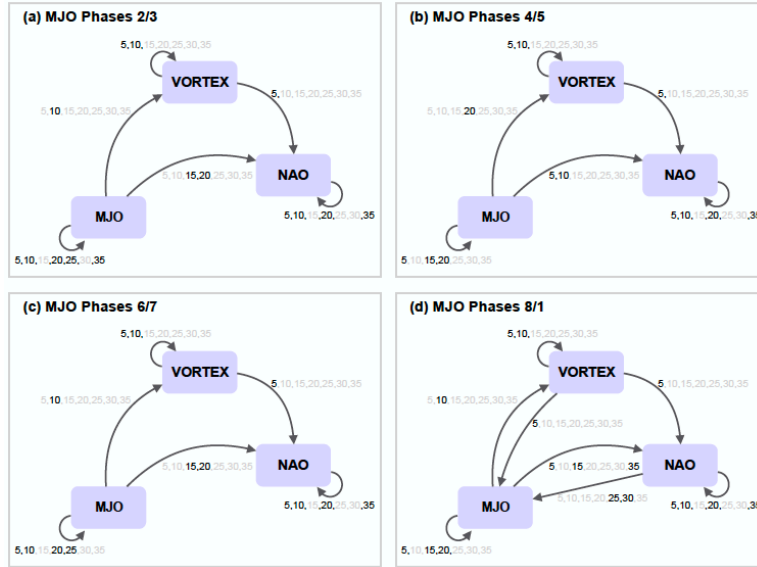 (a) MJO Phases 2/3
5,10,15,20,25,30,35
VORTEX
5,10,15,20,25,30,35
5,10,15,20,25,30,35
5,10,15,20,25,30,35
NAO
MJO
5,10,15,20,25,30,35
5,10,15,20,25,30,35
(b) MJO Phases 4/5
5,10,15,20,25,30,35
VORTEX
5,10,15,20,25,30,35
5,10,15,20,25,30,35
5,10,15,20,25,30,35
NAO
MJO
5,10,15,20,25,30,35
5,10,15,20,25,30,35
(c) MJO Phases 6/7
5,10,15,20,25,30,35
VORTEX
5,10,15,20,25,30,35
5,10,15,20,25,30,35
NAO
5,10,15,20,25,30,35
MJO
5,10,15,20,25,30,35
5,10,15,20,25,30,35
(d) MJO Phases 8/1
5,10,15,20,25,30,35
VORTEX
5,10,15,20,25,30,35
5,10,15,20,25,30,35
5,10,15,20,25,30,35
NAO
5,10,15,20,25,30,35
5,10,15,20,25,30,35
MJO
5,10,15,20,25,30,35
5,10,15,20,25,30,35